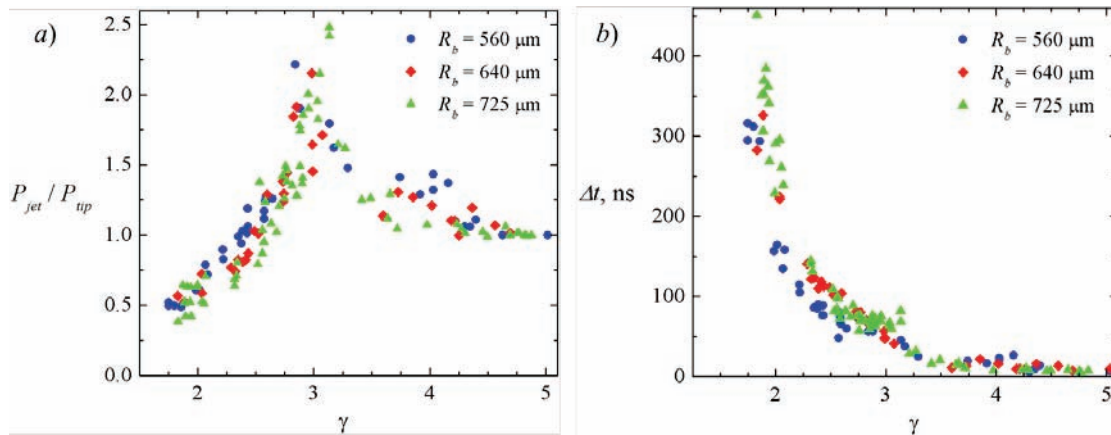 a)
2.5
2.0
1.5
1.0
0.5
0.0
P_jet / P_tip
2 3 4 5
γ
R_b = 560 μm
R_b = 640 μm
R_b = 725 μm
b)
400
300
200
100
0
Δt, ns
2 3 4 5
γ
R_b = 560 μm
R_b = 640 μm
R_b = 725 μm